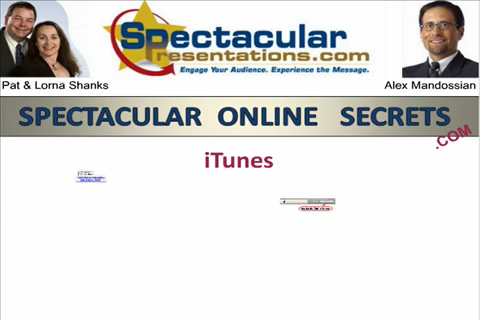 Spectacular
Presentations.com
Engage Your Audience. Experience the Message.
Pat & Lorna Shanks
Alex Mandossian
SPECTACULAR ONLINE SECRETS
.COM
iTunes